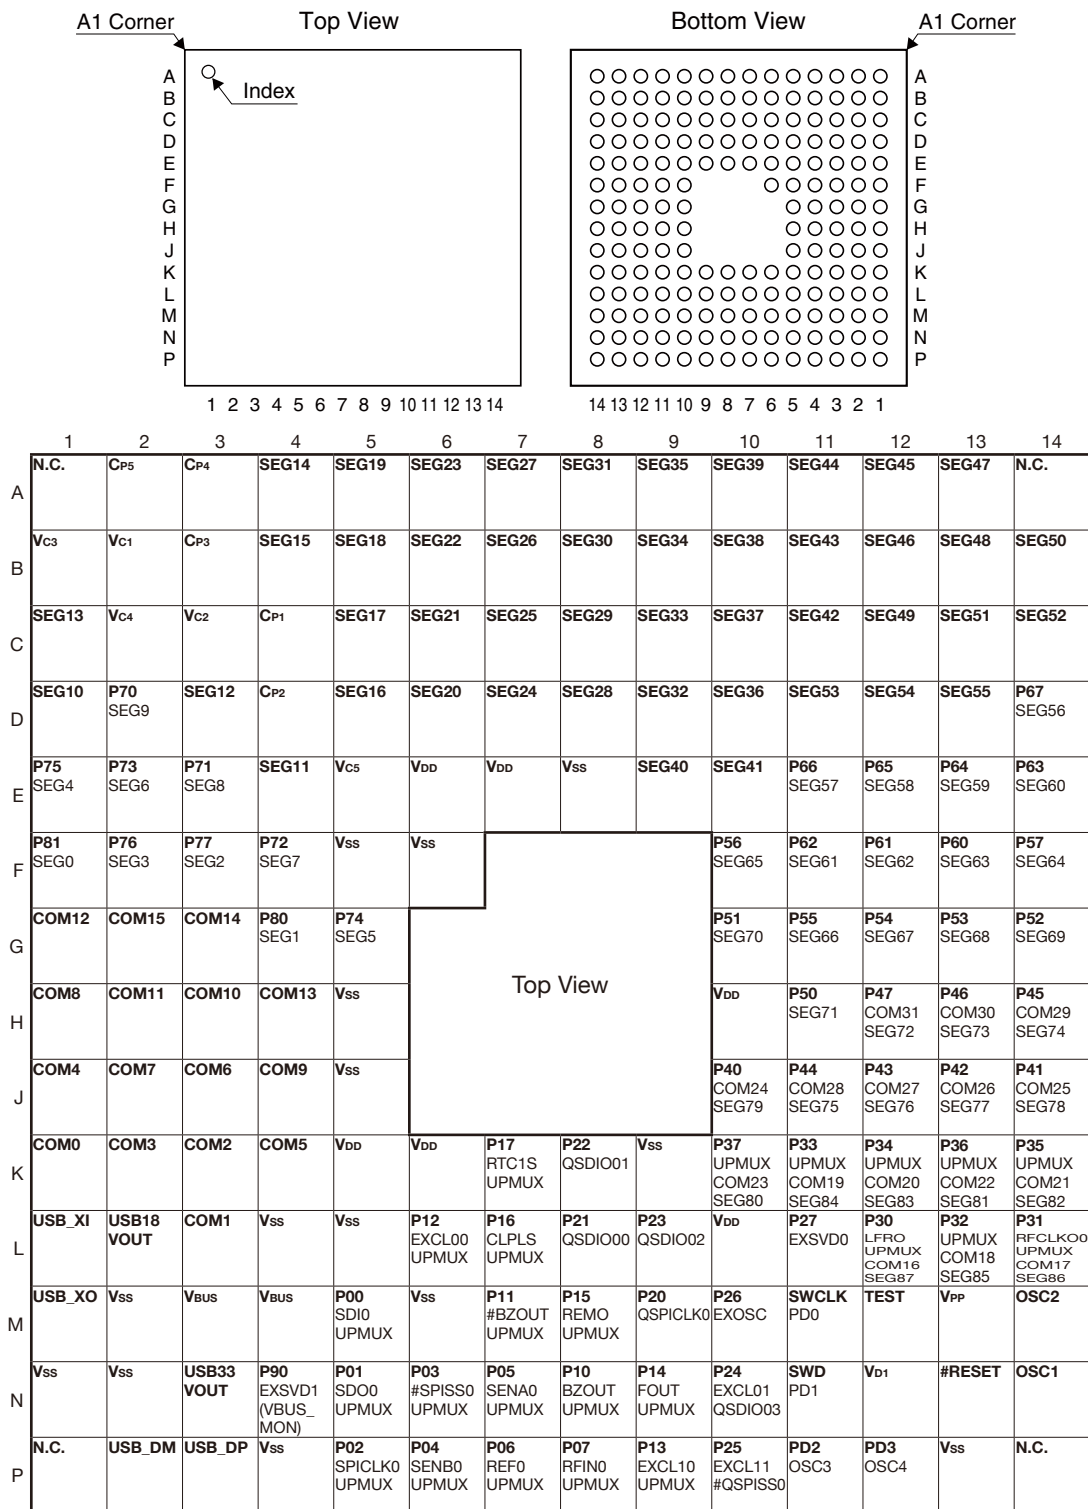 Top View
Bottom View
A1 Corner
A1 Corner
Index
A A
B B
C C
D D
E E
F F
G G
H H
J J
K K
L L
M M
N N
P P
1 2 3 4 5 6 7 8 9 10 11 12 13 14
14 13 12 11 10 9 8 7 6 5 4 3 2 1
1 2 3 4 5 6 7 8 9 10 11 12 13 14
A
N.C. CP5 CP4 SEG14 SEG19 SEG23 SEG27 SEG31 SEG35 SEG39 SEG44 SEG45 SEG47 N.C.
B
VC3 VC1 CP3 SEG15 SEG18 SEG22 SEG26 SEG30 SEG34 SEG38 SEG43 SEG46 SEG48 SEG50
C
SEG13 VC4 VC2 CP1 SEG17 SEG21 SEG25 SEG29 SEG33 SEG37 SEG42 SEG49 SEG51 SEG52
D
SEG10 P70 SEG12 CP2 SEG16 SEG20 SEG24 SEG28 SEG32 SEG36 SEG53 SEG54 SEG55 P67
SEG9 SEG56
E
P75 P73 P71 SEG11 VC5 VDD VDD VSS SEG40 SEG41 P66 P65 P64 P63
SEG4 SEG6 SEG8 SEG57 SEG58 SEG59 SEG60
F
P81 P76 P77 P72 VSS VSS P56 P62 P61 P60 P57
SEG0 SEG3 SEG2 SEG7 SEG65 SEG61 SEG62 SEG63 SEG64
G
COM12 COM15 COM14 P80 P74 P51 P55 P54 P53 P52
SEG1 SEG5 SEG70 SEG66 SEG67 SEG68 SEG69
Top View
H
COM8 COM11 COM10 COM13 VSS VDD P50 P47 P46 P45
SEG71 COM31 COM30 COM29
SEG72 SEG73 SEG74
J
COM4 COM7 COM6 COM9 VSS P40 P44 P43 P42 P41
COM24 COM28 COM27 COM26 COM25
SEG79 SEG75 SEG76 SEG77 SEG78
K
COM0 COM3 COM2 COM5 VDD VDD P17 P22 VSS P37 P33 P34 P36 P35
RTC1S QSDIO01 UPMUX UPMUX UPMUX UPMUX UPMUX
UPMUX COM23 COM19 COM20 COM22 COM21
SEG80 SEG84 SEG83 SEG81 SEG82
L
USB_XI USB18 COM1 VSS VSS P12 P16 P21 P23 VDD P27 P30 P32 P31
VOUT EXCL00 CLPLS QSDIO00 QSDIO02 EXSVD0 LFRO UPMUX RFCLKO0
UPMUX UPMUX UPMUX COM18 UPMUX
COM16 SEG85 COM17
SEG87 SEG86
M
USB_XO VSS VBUS VBUS P00 VSS P11 P15 P20 P26 SWCLK TEST VPP OSC2
SDI0 #BZOUT REMO QSPICLK0 EXOSC PD0
UPMUX UPMUX UPMUX
N
VSS VSS USB33 P90 P01 P03 P05 P10 P14 P24 SWD VD1 #RESET OSC1
VOUT EXSVD1 SDO0 #SPISS0 SENA0 BZOUT FOUT EXCL01 PD1
(VBUS_ UPMUX UPMUX UPMUX UPMUX UPMUX QSDIO03
MON)
P
N.C. USB_DM USB_DP VSS P02 P04 P06 P07 P13 P25 PD2 PD3 VSS N.C.
SPICLK0 SENB0 REF0 RFIN0 EXCL10 EXCL11 OSC3 OSC4
UPMUX UPMUX UPMUX UPMUX UPMUX #QSPISS0